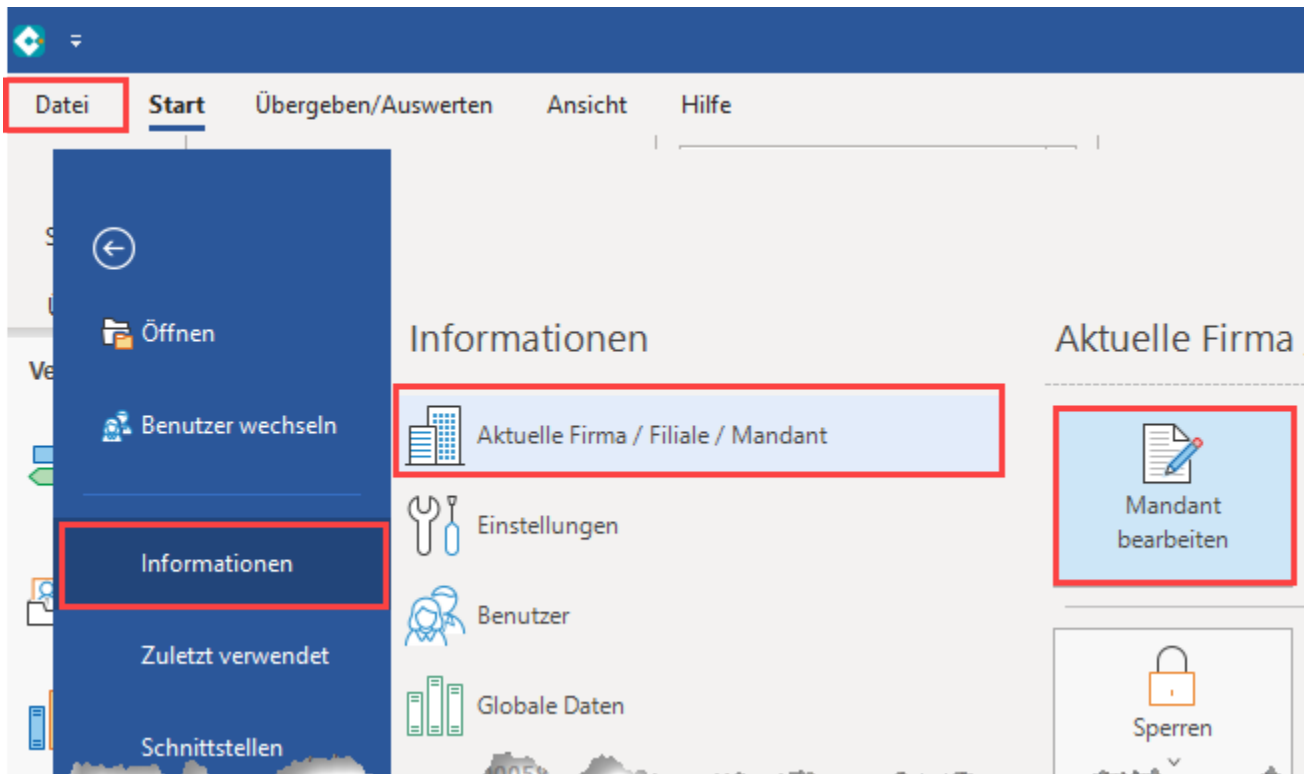 Datei Start Übergeben/Auswerten Ansicht Hilfe
Öffnen
Benutzer wechseln
Informationen
Zuletzt verwendet
Schnittstellen
Informationen
Aktuelle Firma / Filiale / Mandant
Einstellungen
Benutzer
Globale Daten
Aktuelle Firma
Mandant
bearbeiten
Sperren